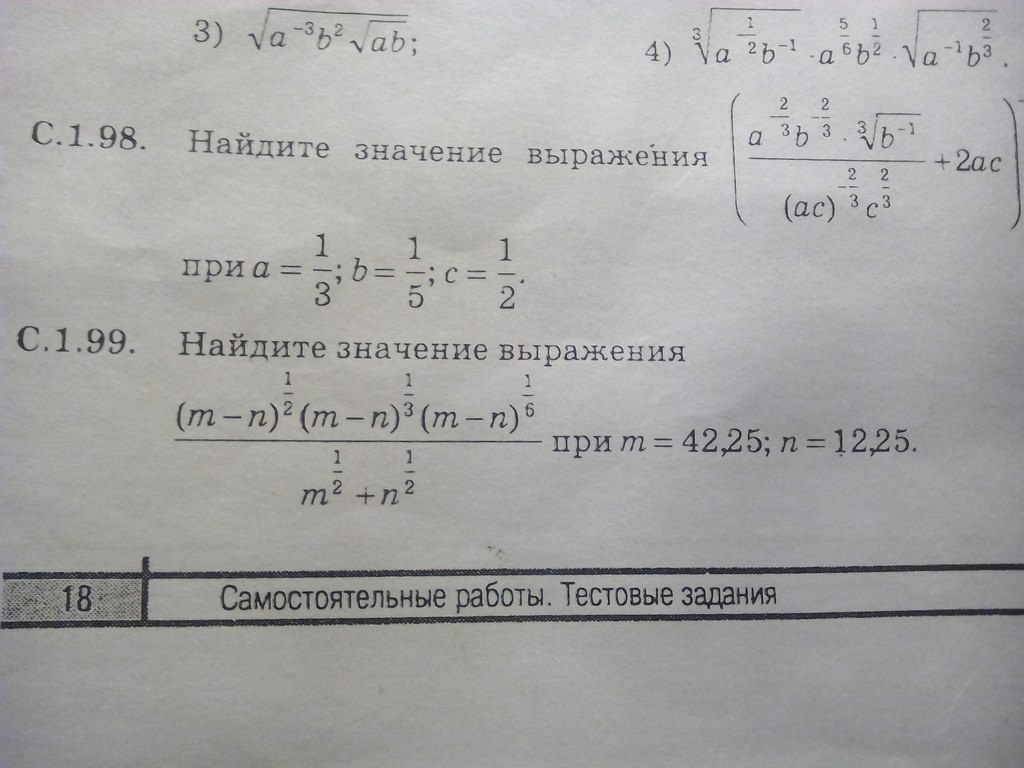 3) √(a⁻³b²√(ab));
4) ∛(a^(-1/2)b⁻¹) · a^(5/6)b^(1/2) · √(a⁻¹b^(2/3)).
С.1.98. Найдите значение выражения ((a^(-2/3)b^(-2/3) · ∛(b⁻¹))/((ac)^(-2/3)c^(2/3)) + 2ac)
при a = 1/3; b = 1/5; c = 1/2.
С.1.99. Найдите значение выражения
((m – n)^(1/2)(m – n)^(1/3)(m – n)^(1/6))/(m^(1/2) + n^(1/2)) при m = 42,25; n = 12,25.
18 Самостоятельные работы. Тестовые задания